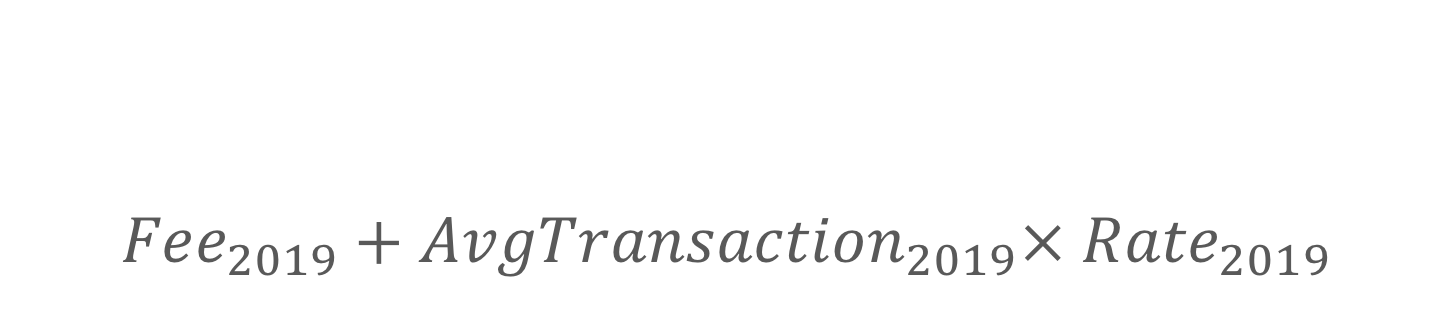 Fee₂₀₁₉ + AvgTransaction₂₀₁₉ × Rate₂₀₁₉